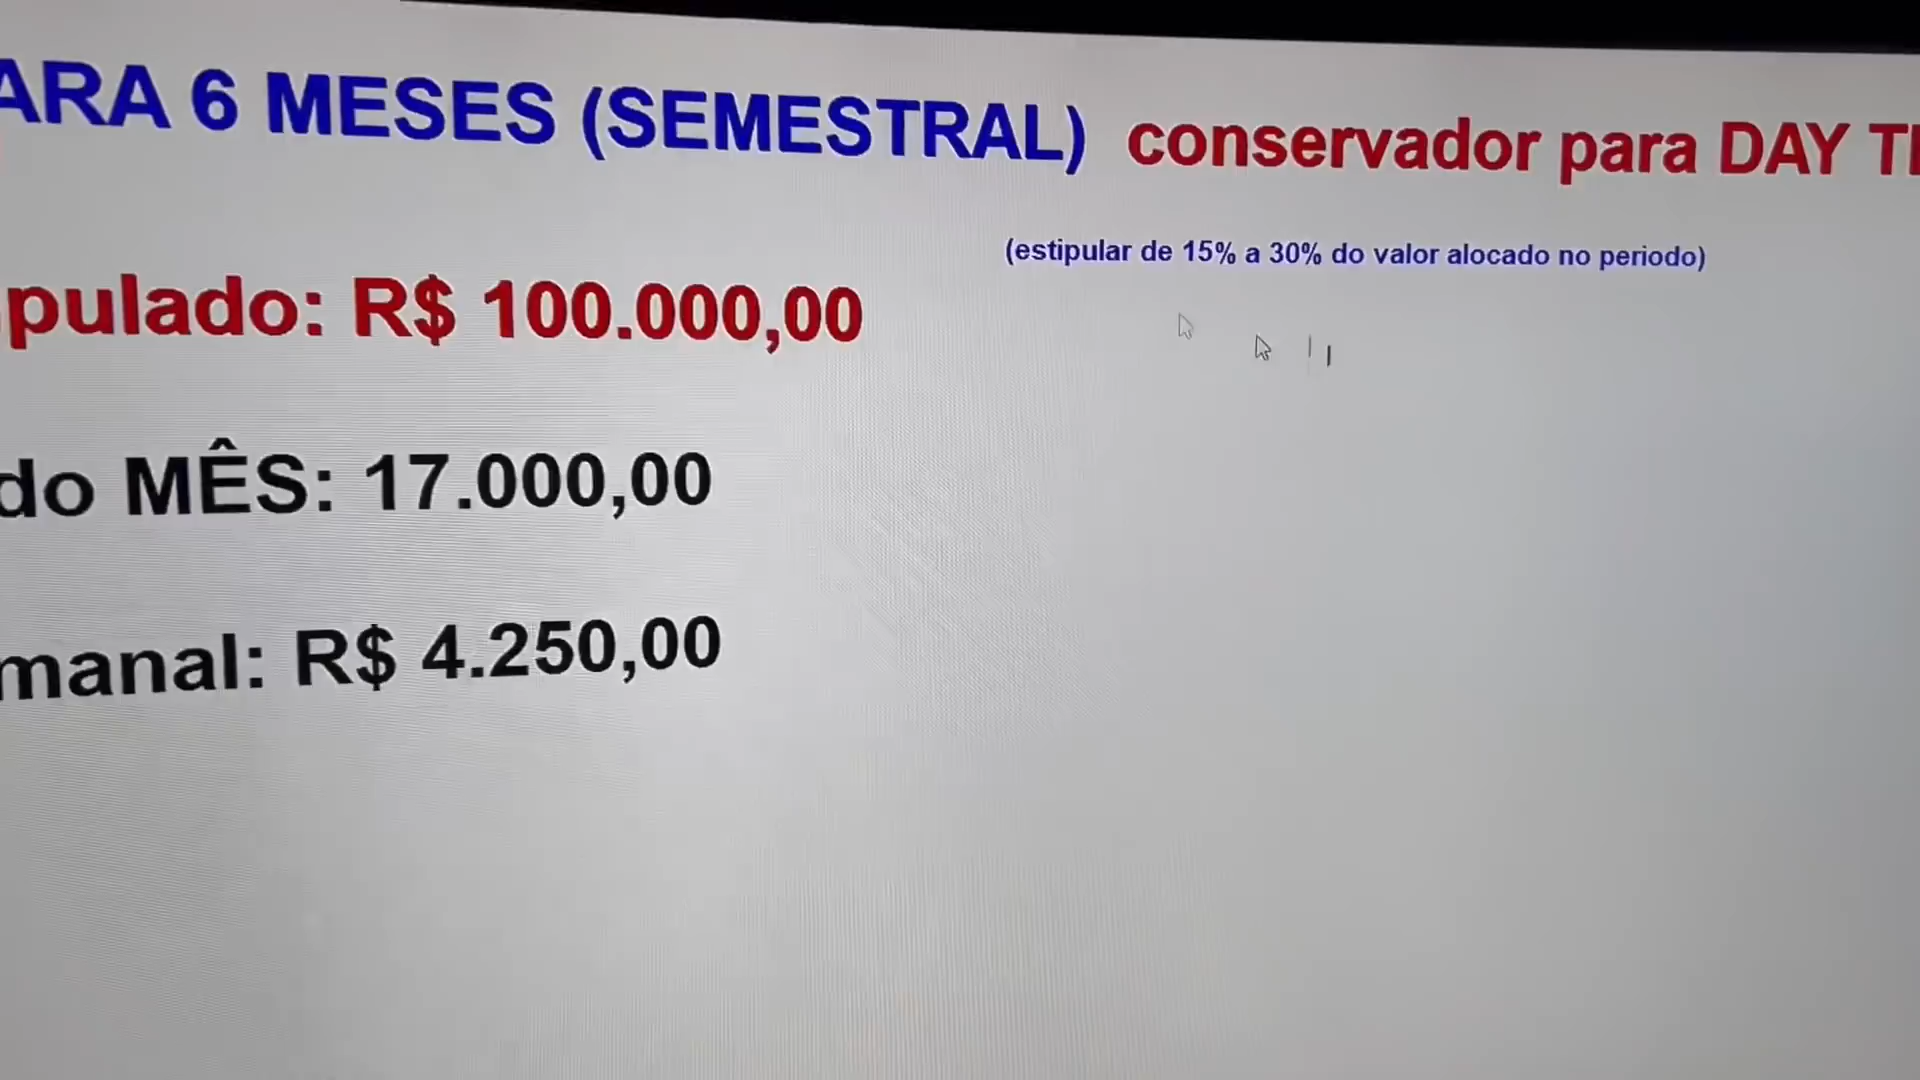 ARA 6 MESES (SEMESTRAL) conservador para DAY
(estipular de 15% a 30% do valor alocado no periodo)
pulado: R$ 100.000,00
do MÊS: 17.000,00
manal: R$ 4.250,00